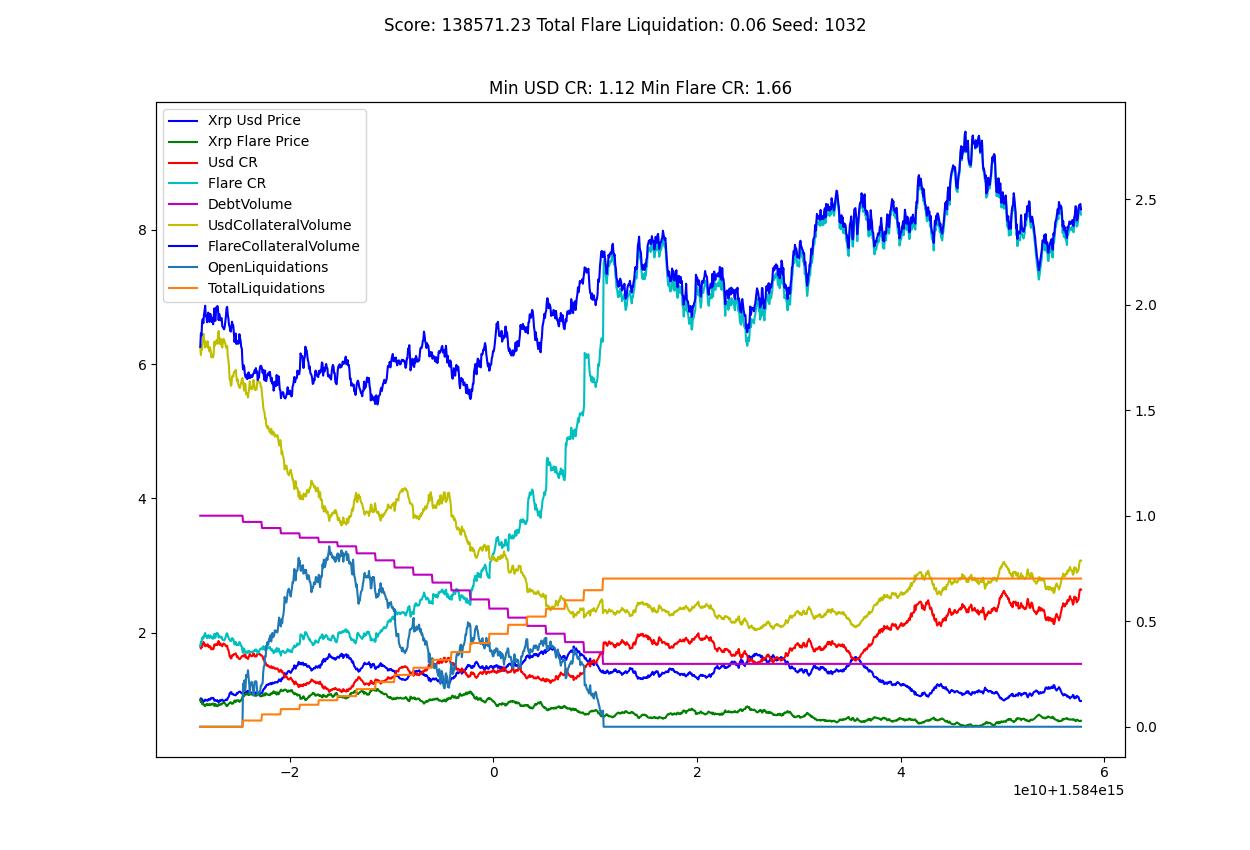 Score: 138571.23 Total Flare Liquidation: 0.06 Seed: 1032
Min USD CR: 1.12 Min Flare CR: 1.66
Xrp Usd Price
Xrp Flare Price
Usd CR
Flare CR
DebtVolume
UsdCollateralVolume
FlareCollateralVolume
OpenLiquidations
TotalLiquidations
8
6
4
2
2.5
2.0
1.5
1.0
0.5
0.0
−2
0
2
4
6
1e10+1.584e15